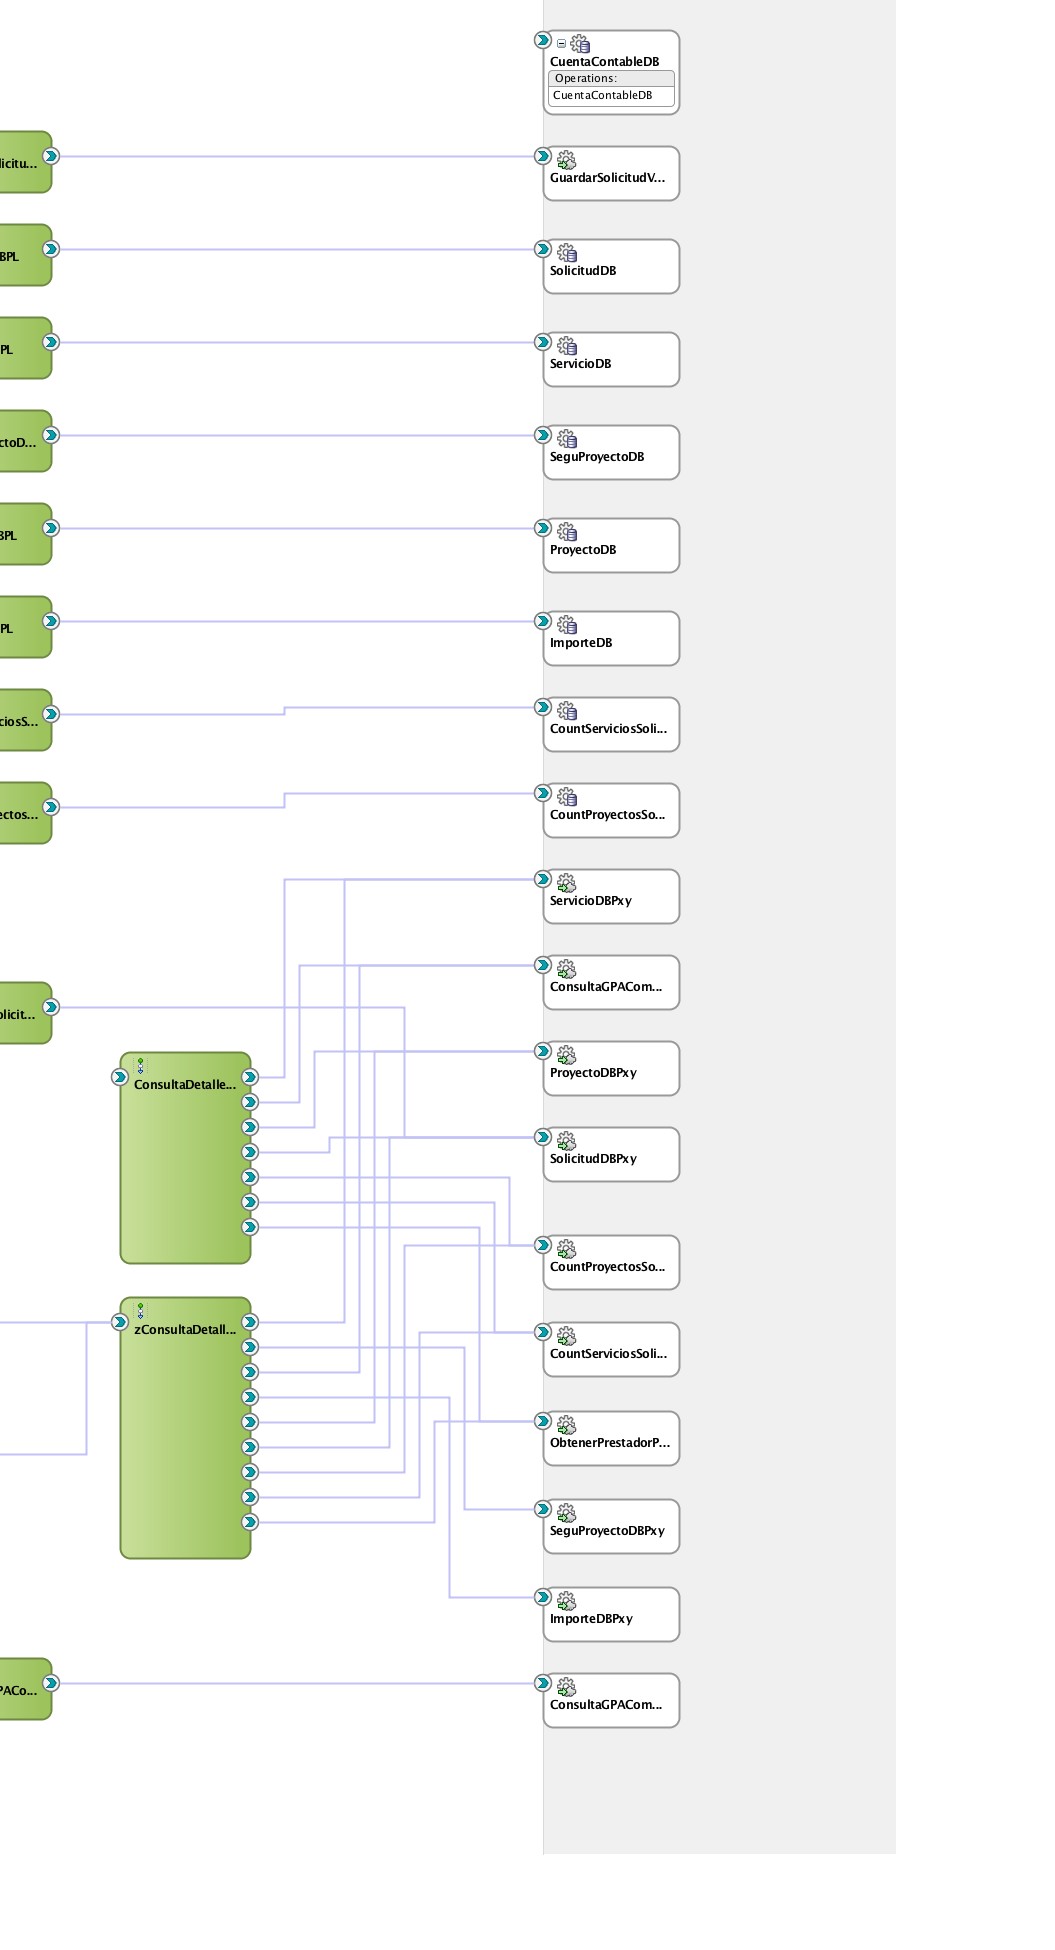 CuentaContableDB
Operations:
CuentaContableDB
licitu...
GuardarSolicitudV...
BPL
SolicitudDB
PL
ServicioDB
ctoD...
SeguProyectoDB
BPL
ProyectoDB
PL
ImporteDB
ciosS...
CountServiciosSoli...
ectos...
CountProyectosSo...
ServicioDBPxy
ConsultaGPACom...
olicit...
ProyectoDBPxy
ConsultaDetalle...
SolicitudDBPxy
CountProyectosSo...
zConsultaDetall...
CountServiciosSoli...
ObtenerPrestadorP...
SeguProyectoDBPxy
ImporteDBPxy
PACo...
ConsultaGPACom...